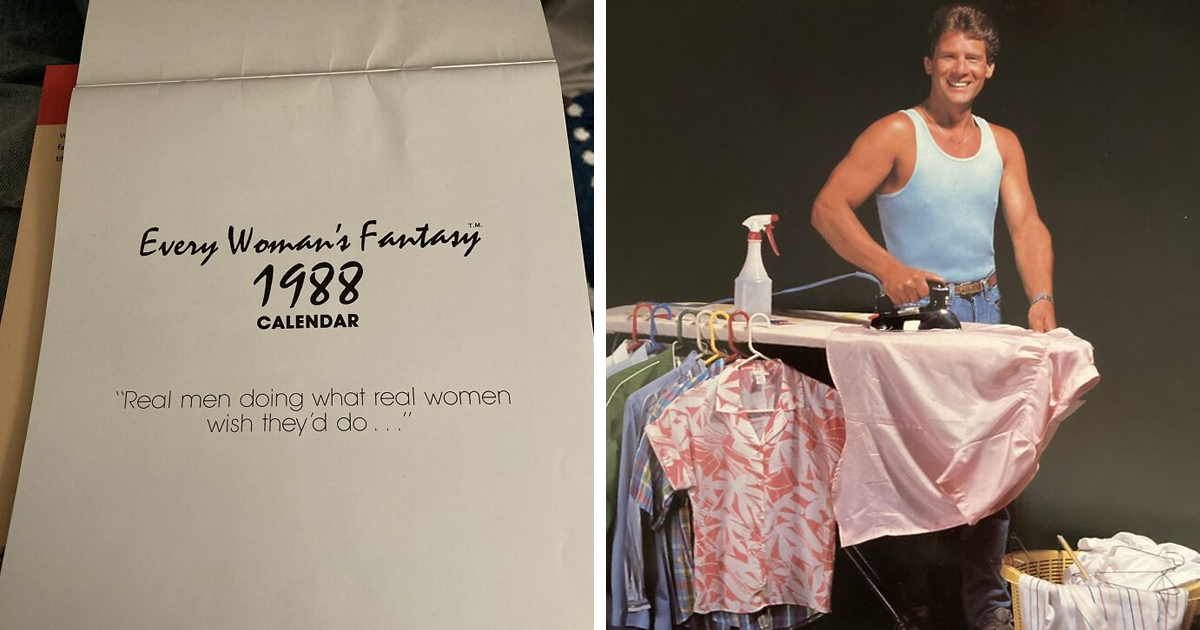 Every Woman's Fantasy T.M.
1988
CALENDAR
"Real men doing what real women
wish they'd do . . ."